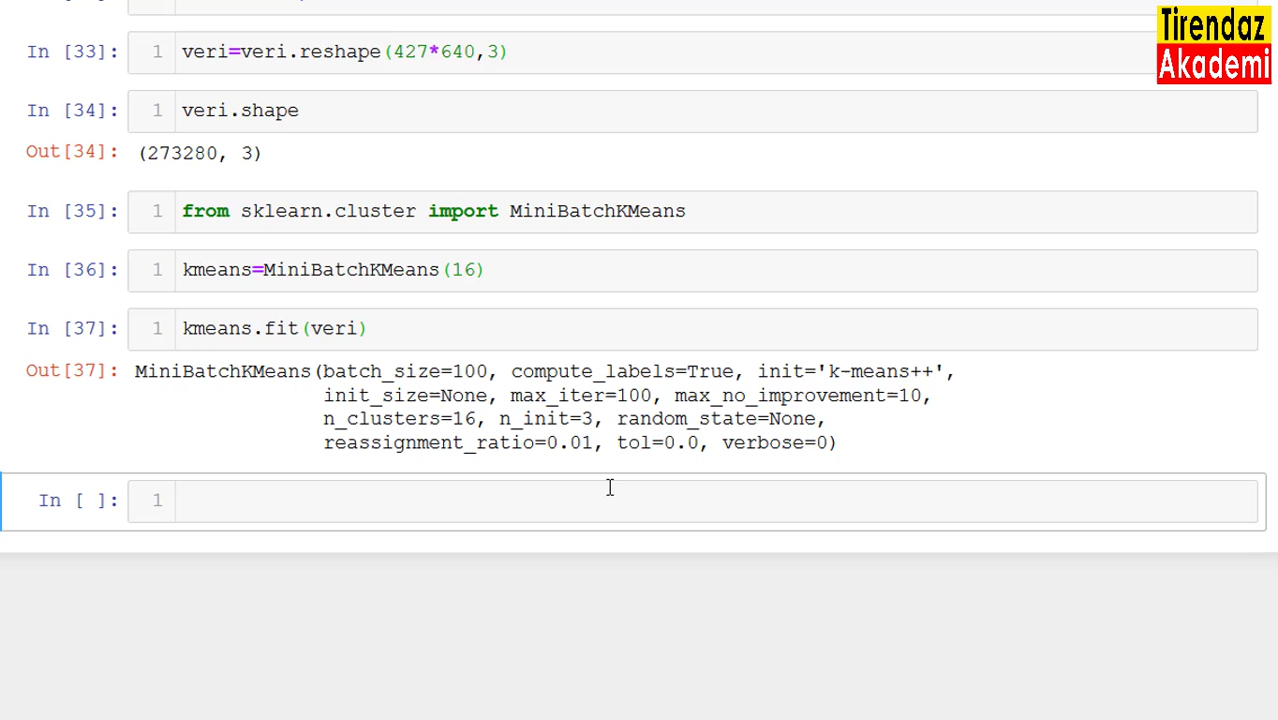 Tirendaz
Akademi
In [33]: 1 veri=veri.reshape(427*640,3)
In [34]: 1 veri.shape
Out[34]: (273280, 3)
In [35]: 1 from sklearn.cluster import MiniBatchKMeans
In [36]: 1 kmeans=MiniBatchKMeans(16)
In [37]: 1 kmeans.fit(veri)
Out[37]: MiniBatchKMeans(batch_size=100, compute_labels=True, init='k-means++',
init_size=None, max_iter=100, max_no_improvement=10,
n_clusters=16, n_init=3, random_state=None,
reassignment_ratio=0.01, tol=0.0, verbose=0)
In [ ]: 1